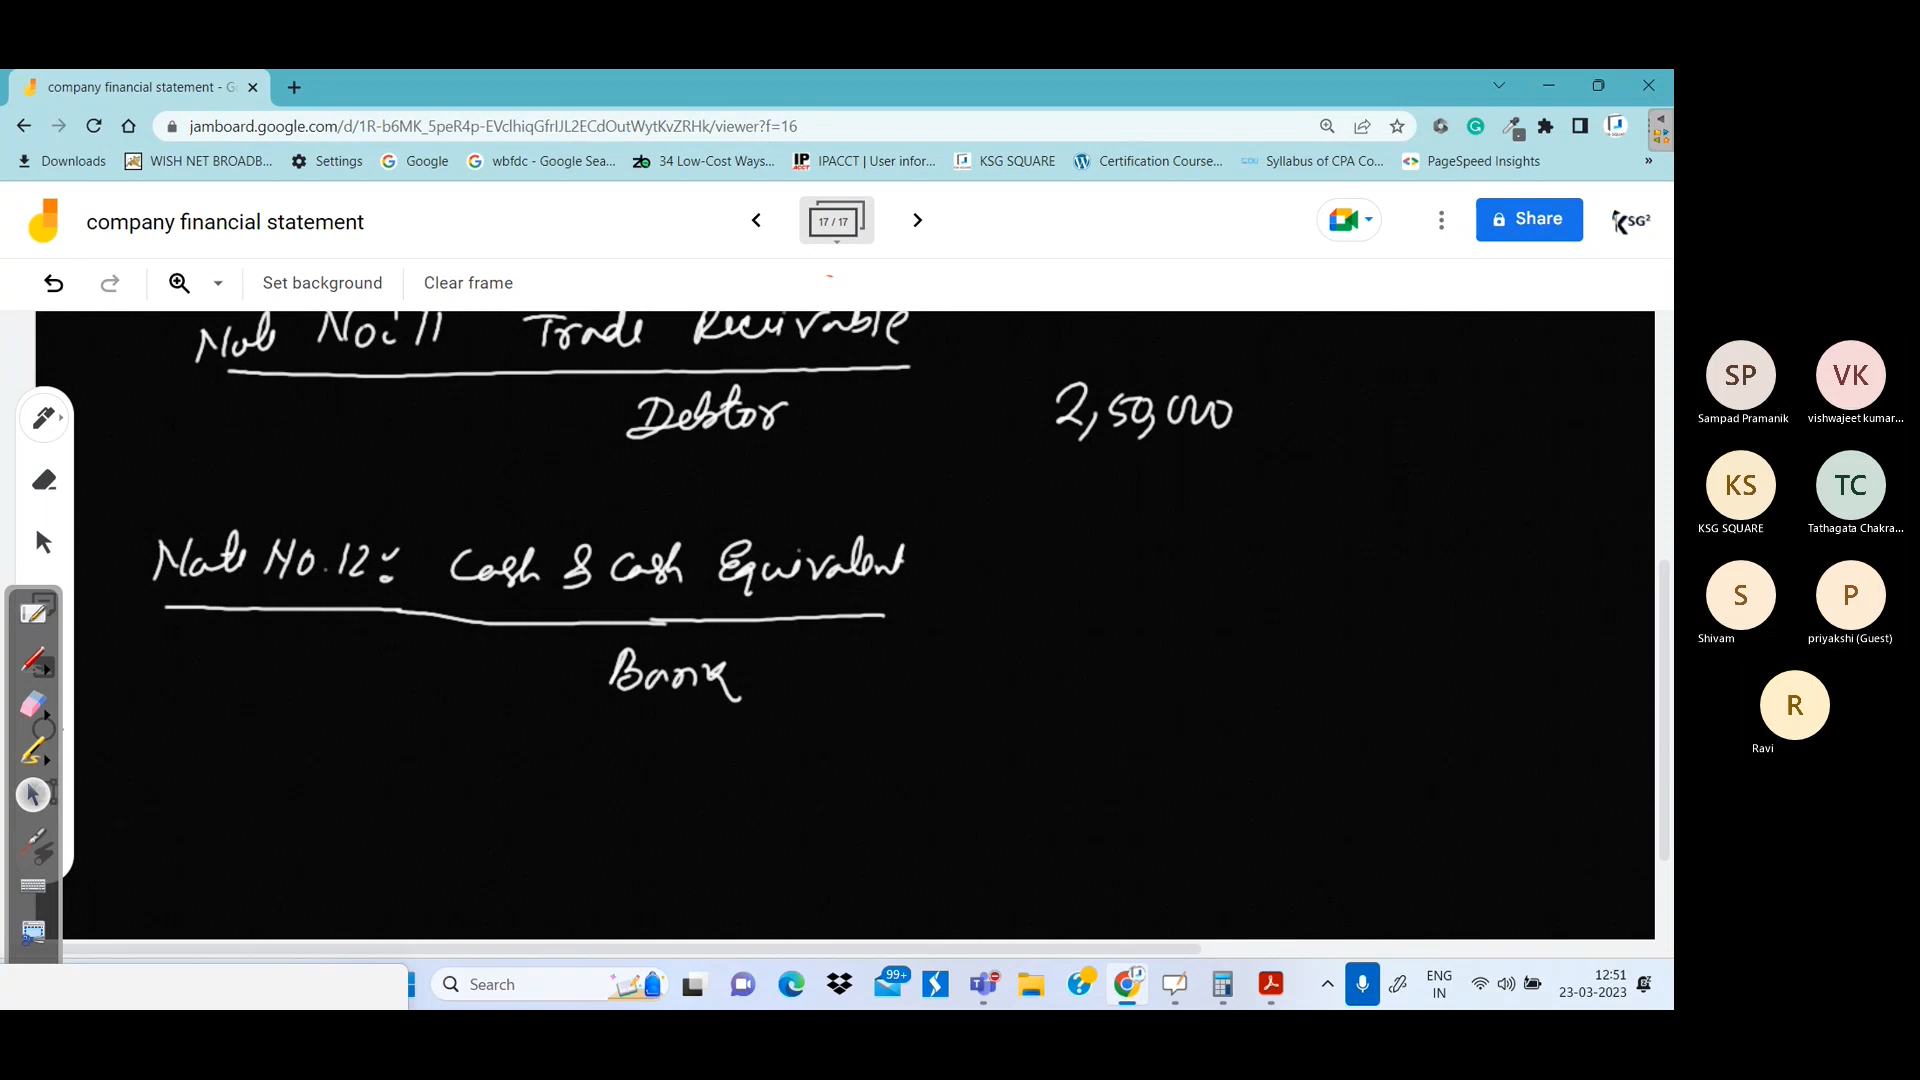 company financial statement - G
jamboard.google.com/d/1R-b6MK_5peR4p-EVclhiqGfrIJL2ECdOutWytKvZRHk/viewer?f=16
Downloads WISH NET BROADB... Settings Google wbfdc - Google Sea... 34 Low-Cost Ways... IPACCT | User infor... KSG SQUARE Certification Course... Syllabus of CPA Co... PageSpeed Insights »
company financial statement
17 / 17
Share
KSG²
Set background
Clear frame
Note No: 11 Trade Receivable
Debtor 2,50,000
Note No. 12: Cash & Cash Equivalent
Bank
SP
Sampad Pramanik
VK
vishwajeet kumar...
KS
KSG SQUARE
TC
Tathagata Chakra...
S
Shivam
P
priyakshi (Guest)
R
Ravi
Search
99+
ENG
IN
12:51
23-03-2023